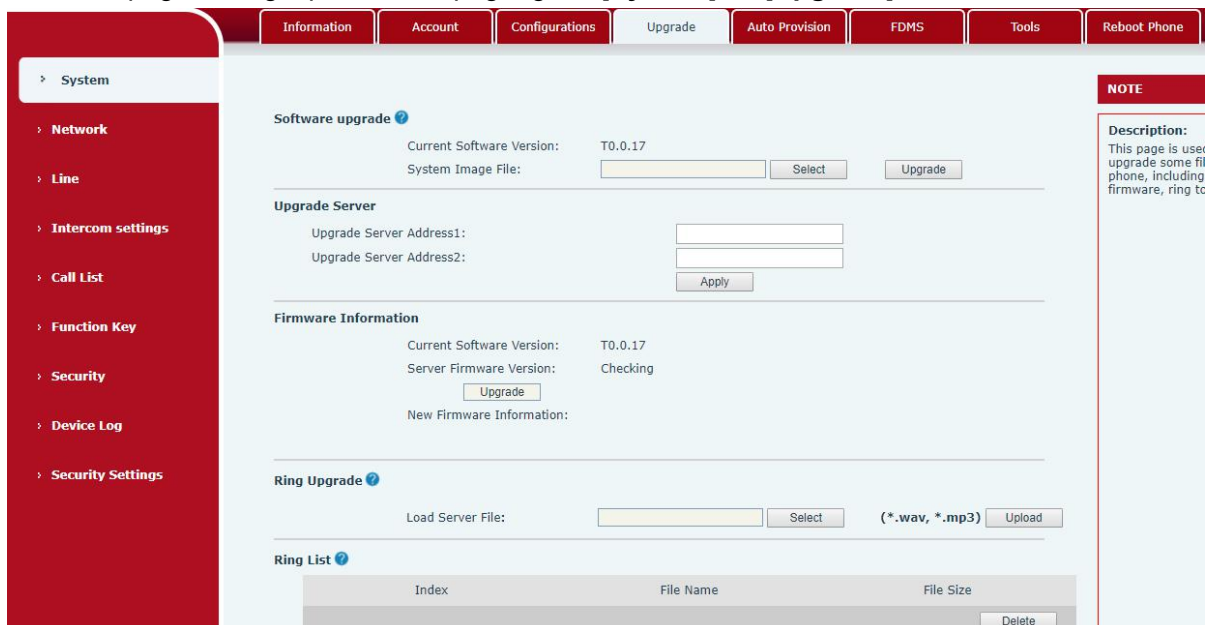 Information Account Configurations Upgrade Auto Provision FDMS Tools Reboot Phone
› System
› Network
› Line
› Intercom settings
› Call List
› Function Key
› Security
› Device Log
› Security Settings
Software upgrade ?
Current Software Version: T0.0.17
System Image File: Select Upgrade
Upgrade Server
Upgrade Server Address1:
Upgrade Server Address2:
Apply
Firmware Information
Current Software Version: T0.0.17
Server Firmware Version: Checking
Upgrade
New Firmware Information:
Ring Upgrade ?
Load Server File: Select (*.wav, *.mp3) Upload
Ring List ?
Index File Name File Size
Delete
NOTE
Description:
This page is
upgrade some
phone, including
firmware, ring